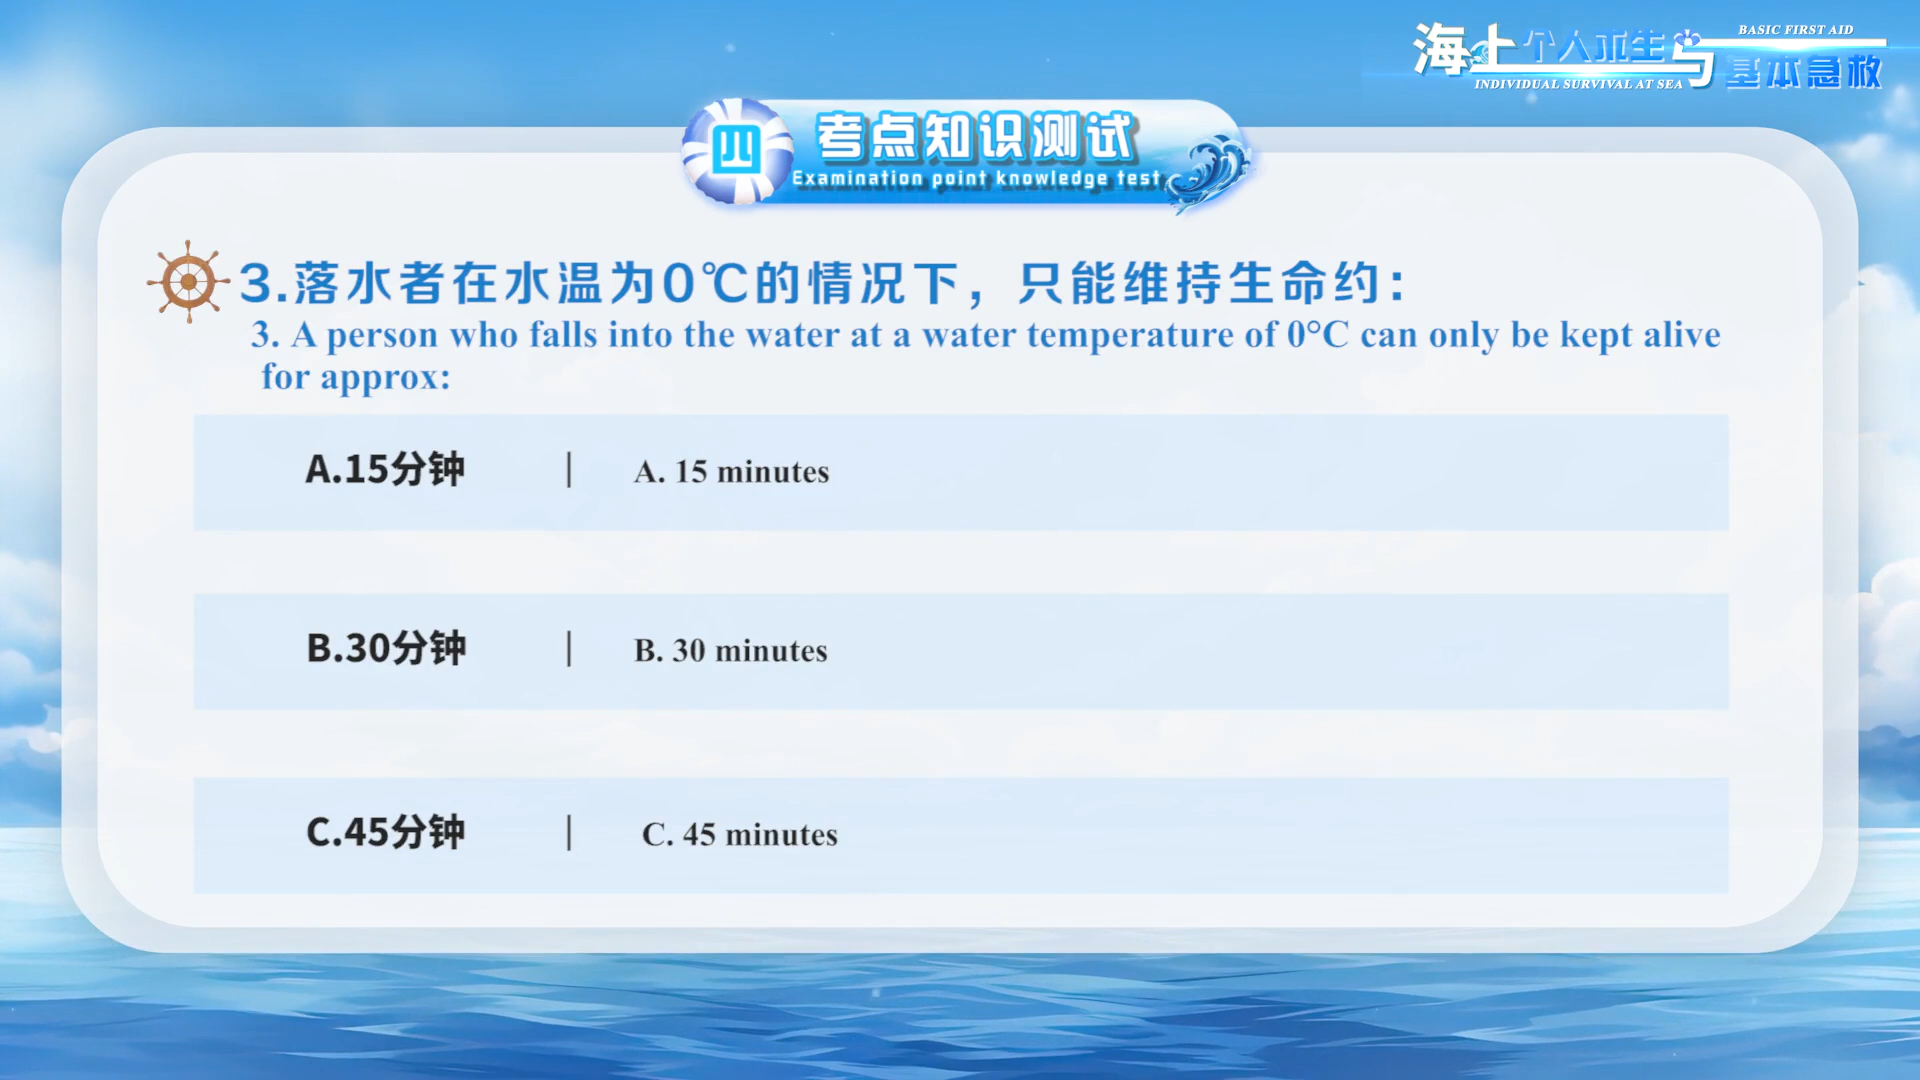 海上个人求生与基本急救
BASIC FIRST AID
INDIVIDUAL SURVIVAL AT SEA
四
考点知识测试
Examination point knowledge test
3.落水者在水温为0℃的情况下，只能维持生命约：
3. A person who falls into the water at a water temperature of 0°C can only be kept alive
for approx:
A.15分钟 | A. 15 minutes
B.30分钟 | B. 30 minutes
C.45分钟 | C. 45 minutes